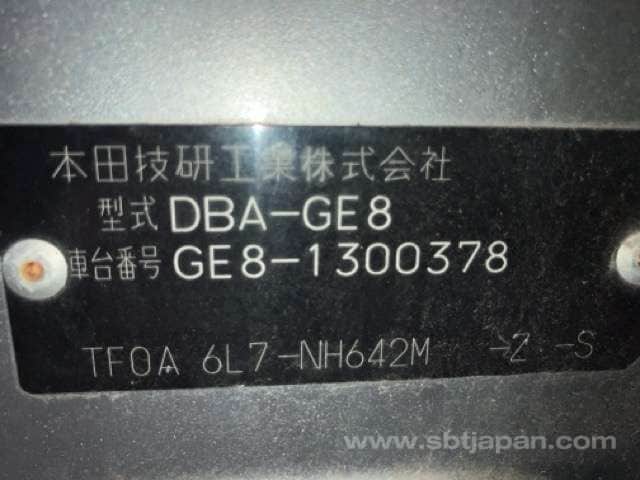 本田技研工業株式会社
型式 DBA-GE8
車台番号 GE8-1300378
TF0A 6L7-NH642M -Z -S
www.sbtjapan.com